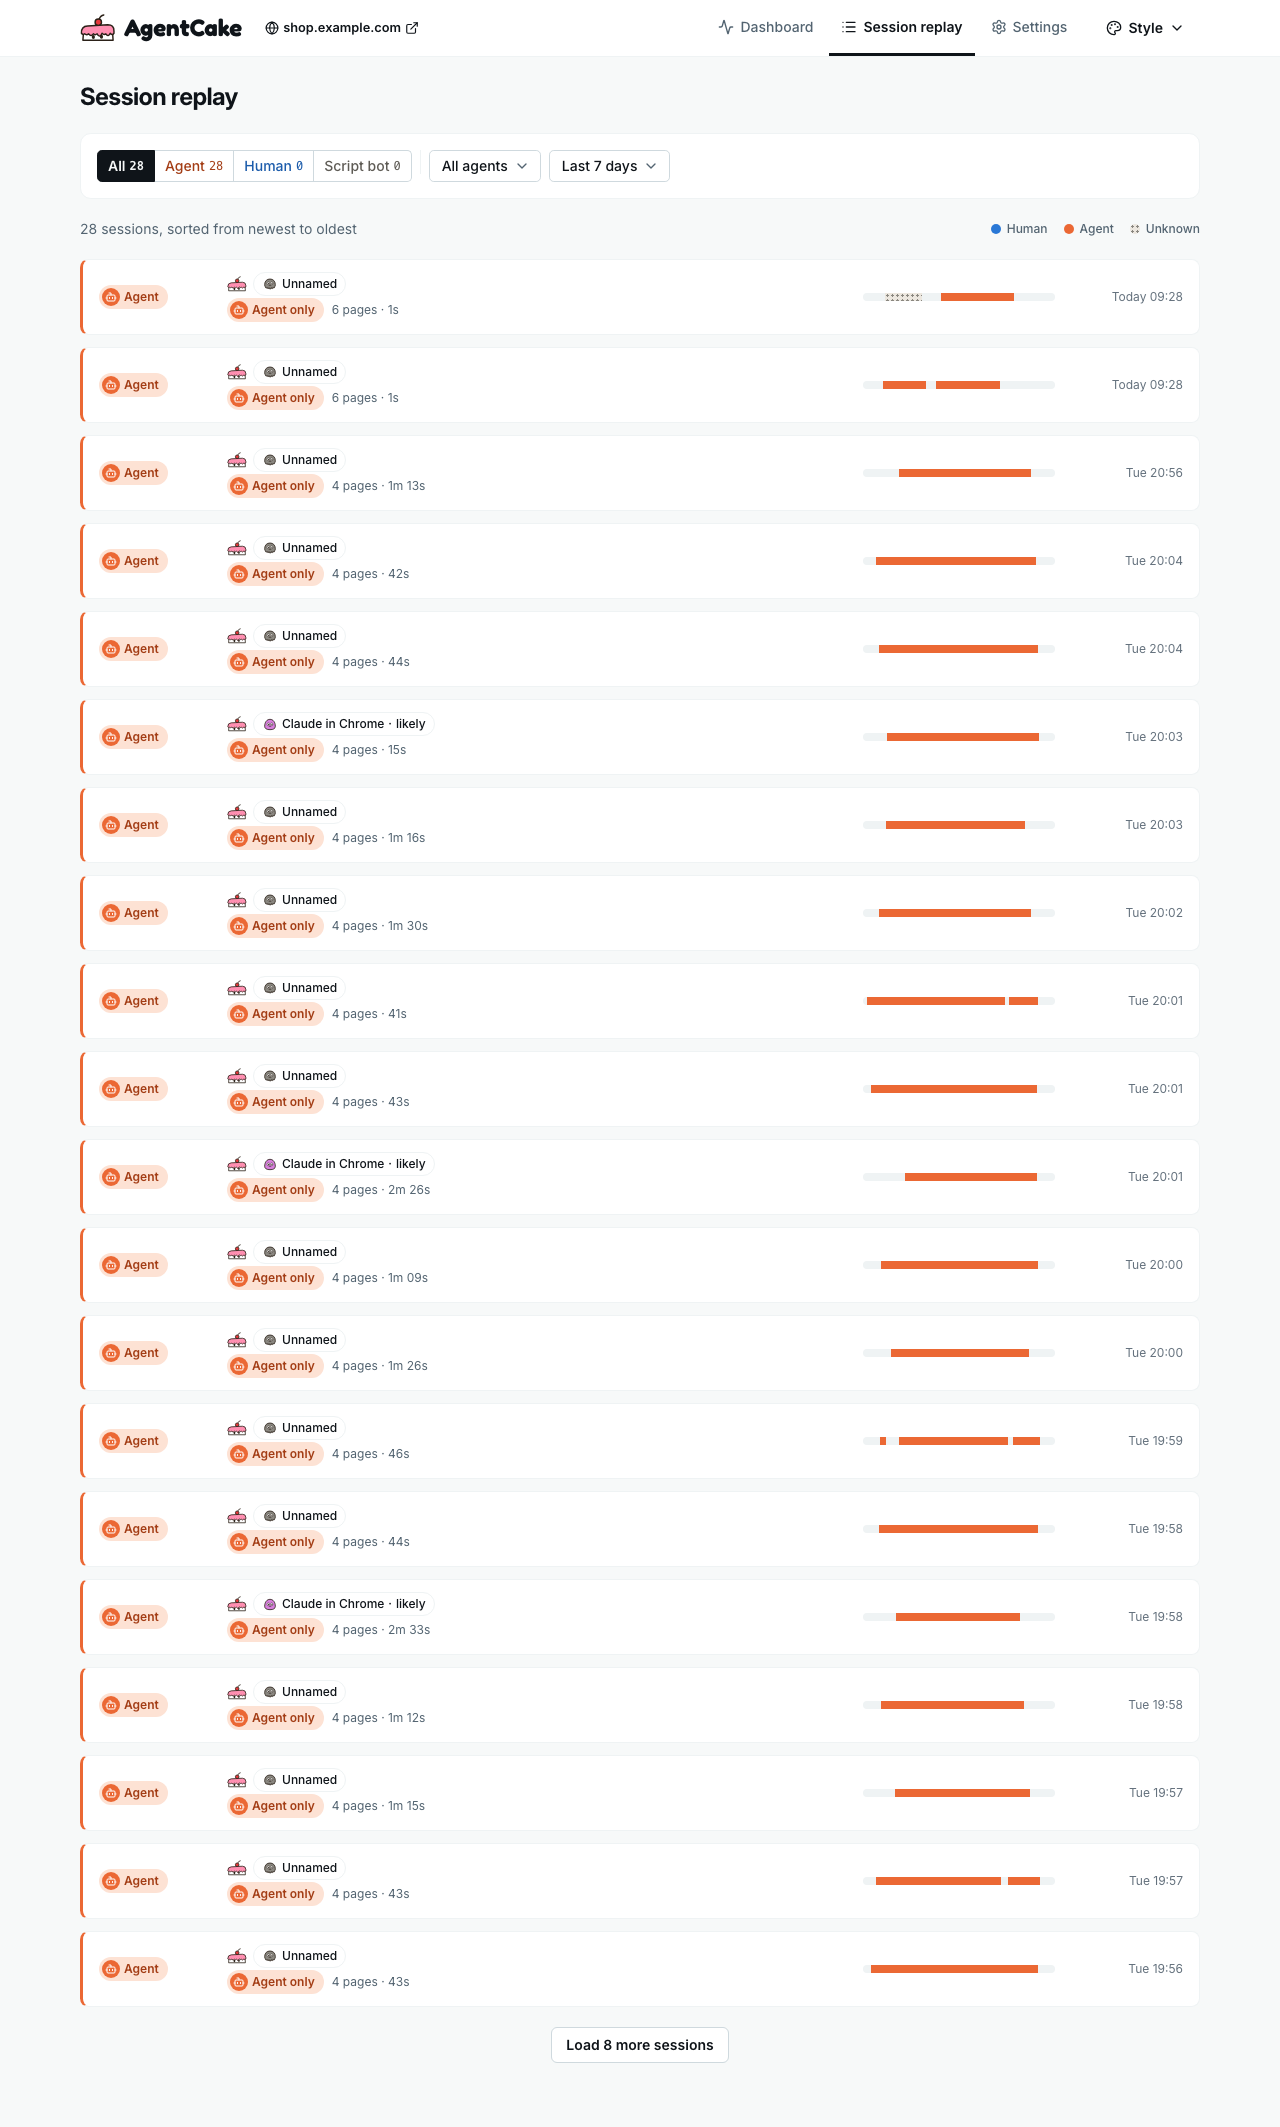 AgentCake
shop.example.com
Dashboard
Session replay
Settings
Style
Session replay
All 28
Agent 28
Human 0
Script bot 0
All agents
Last 7 days
28 sessions, sorted from newest to oldest
Human
Agent
Unknown
Agent
Unnamed
Agent only 6 pages · 1s
Today 09:28
Agent
Unnamed
Agent only 6 pages · 1s
Today 09:28
Agent
Unnamed
Agent only 4 pages · 1m 13s
Tue 20:56
Agent
Unnamed
Agent only 4 pages · 42s
Tue 20:04
Agent
Unnamed
Agent only 4 pages · 44s
Tue 20:04
Agent
Claude in Chrome · likely
Agent only 4 pages · 15s
Tue 20:03
Agent
Unnamed
Agent only 4 pages · 1m 16s
Tue 20:03
Agent
Unnamed
Agent only 4 pages · 1m 30s
Tue 20:02
Agent
Unnamed
Agent only 4 pages · 41s
Tue 20:01
Agent
Unnamed
Agent only 4 pages · 43s
Tue 20:01
Agent
Claude in Chrome · likely
Agent only 4 pages · 2m 26s
Tue 20:01
Agent
Unnamed
Agent only 4 pages · 1m 09s
Tue 20:00
Agent
Unnamed
Agent only 4 pages · 1m 26s
Tue 20:00
Agent
Unnamed
Agent only 4 pages · 46s
Tue 19:59
Agent
Unnamed
Agent only 4 pages · 44s
Tue 19:58
Agent
Claude in Chrome · likely
Agent only 4 pages · 2m 33s
Tue 19:58
Agent
Unnamed
Agent only 4 pages · 1m 12s
Tue 19:58
Agent
Unnamed
Agent only 4 pages · 1m 15s
Tue 19:57
Agent
Unnamed
Agent only 4 pages · 43s
Tue 19:57
Agent
Unnamed
Agent only 4 pages · 43s
Tue 19:56
Load 8 more sessions